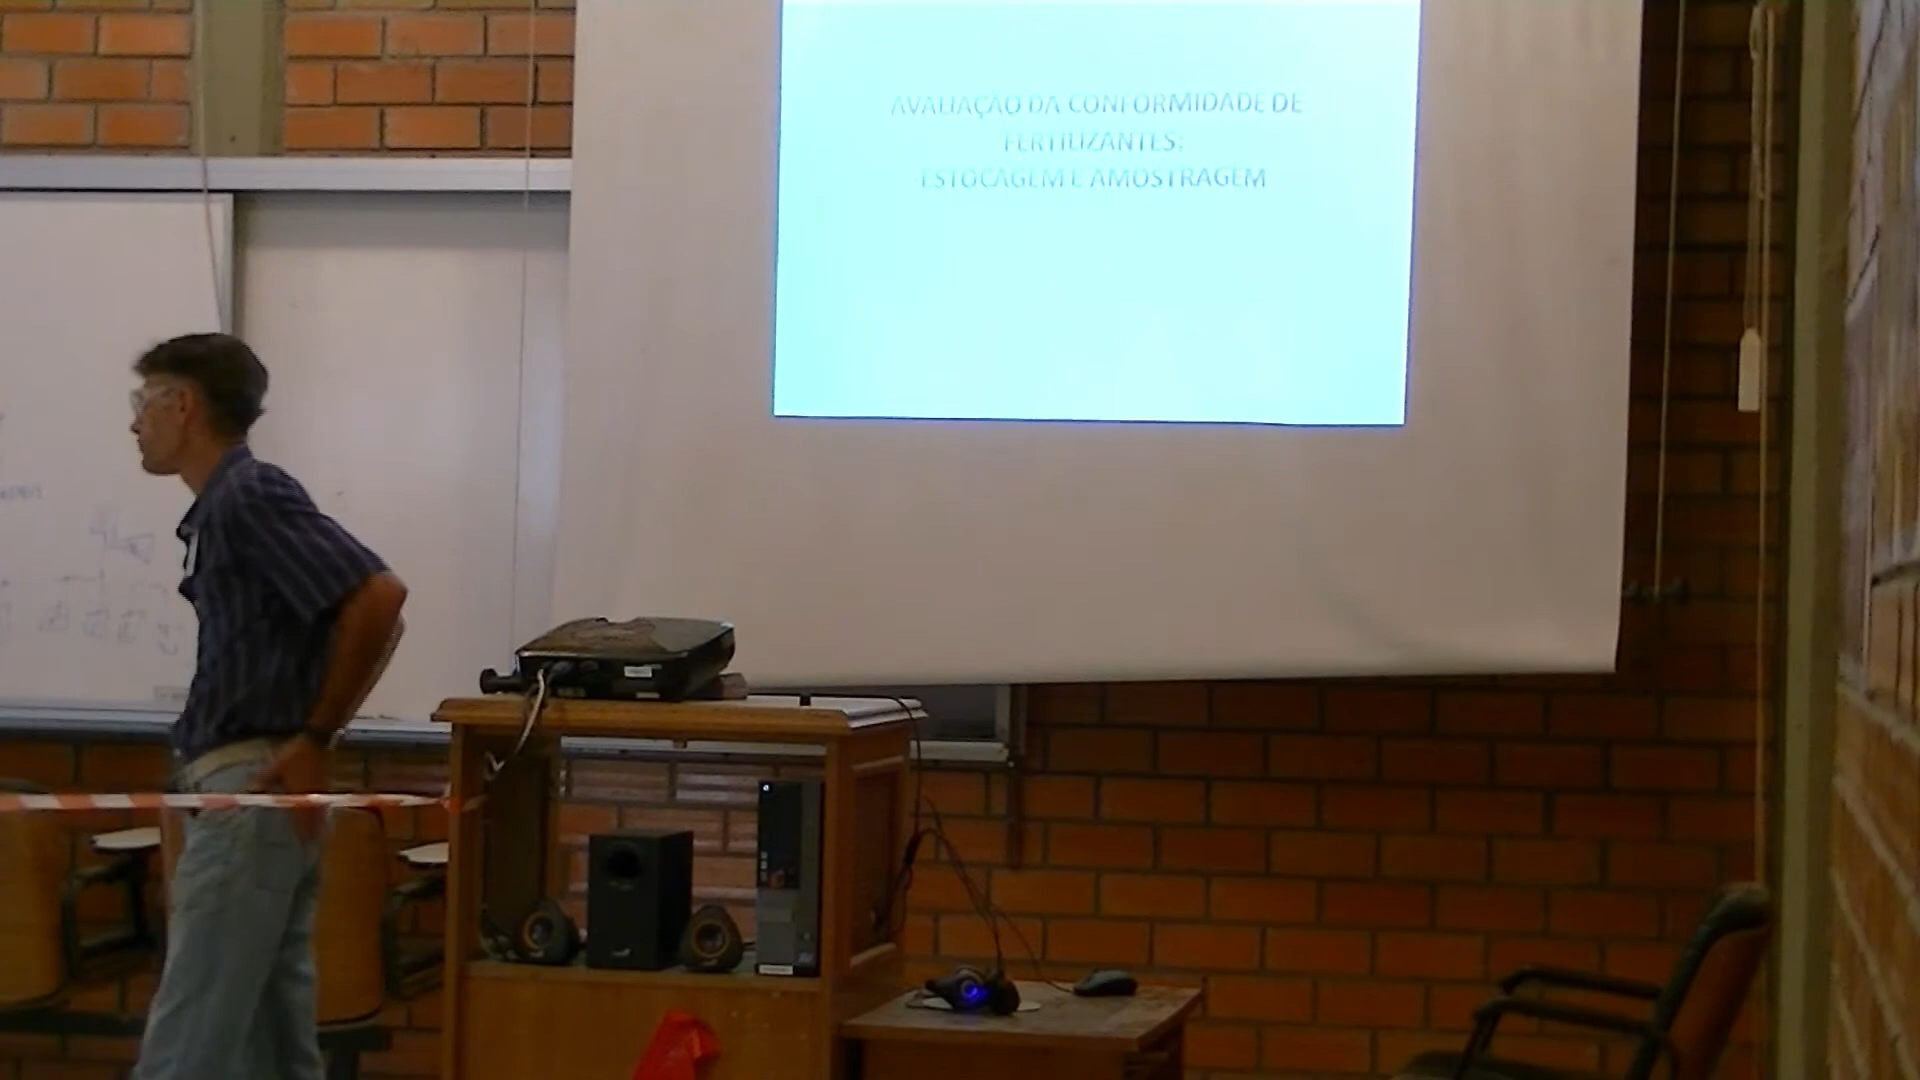 AVALIAÇÃO DA CONFORMIDADE DE
FERTILIZANTES:
ESTOCAGEM E AMOSTRAGEM